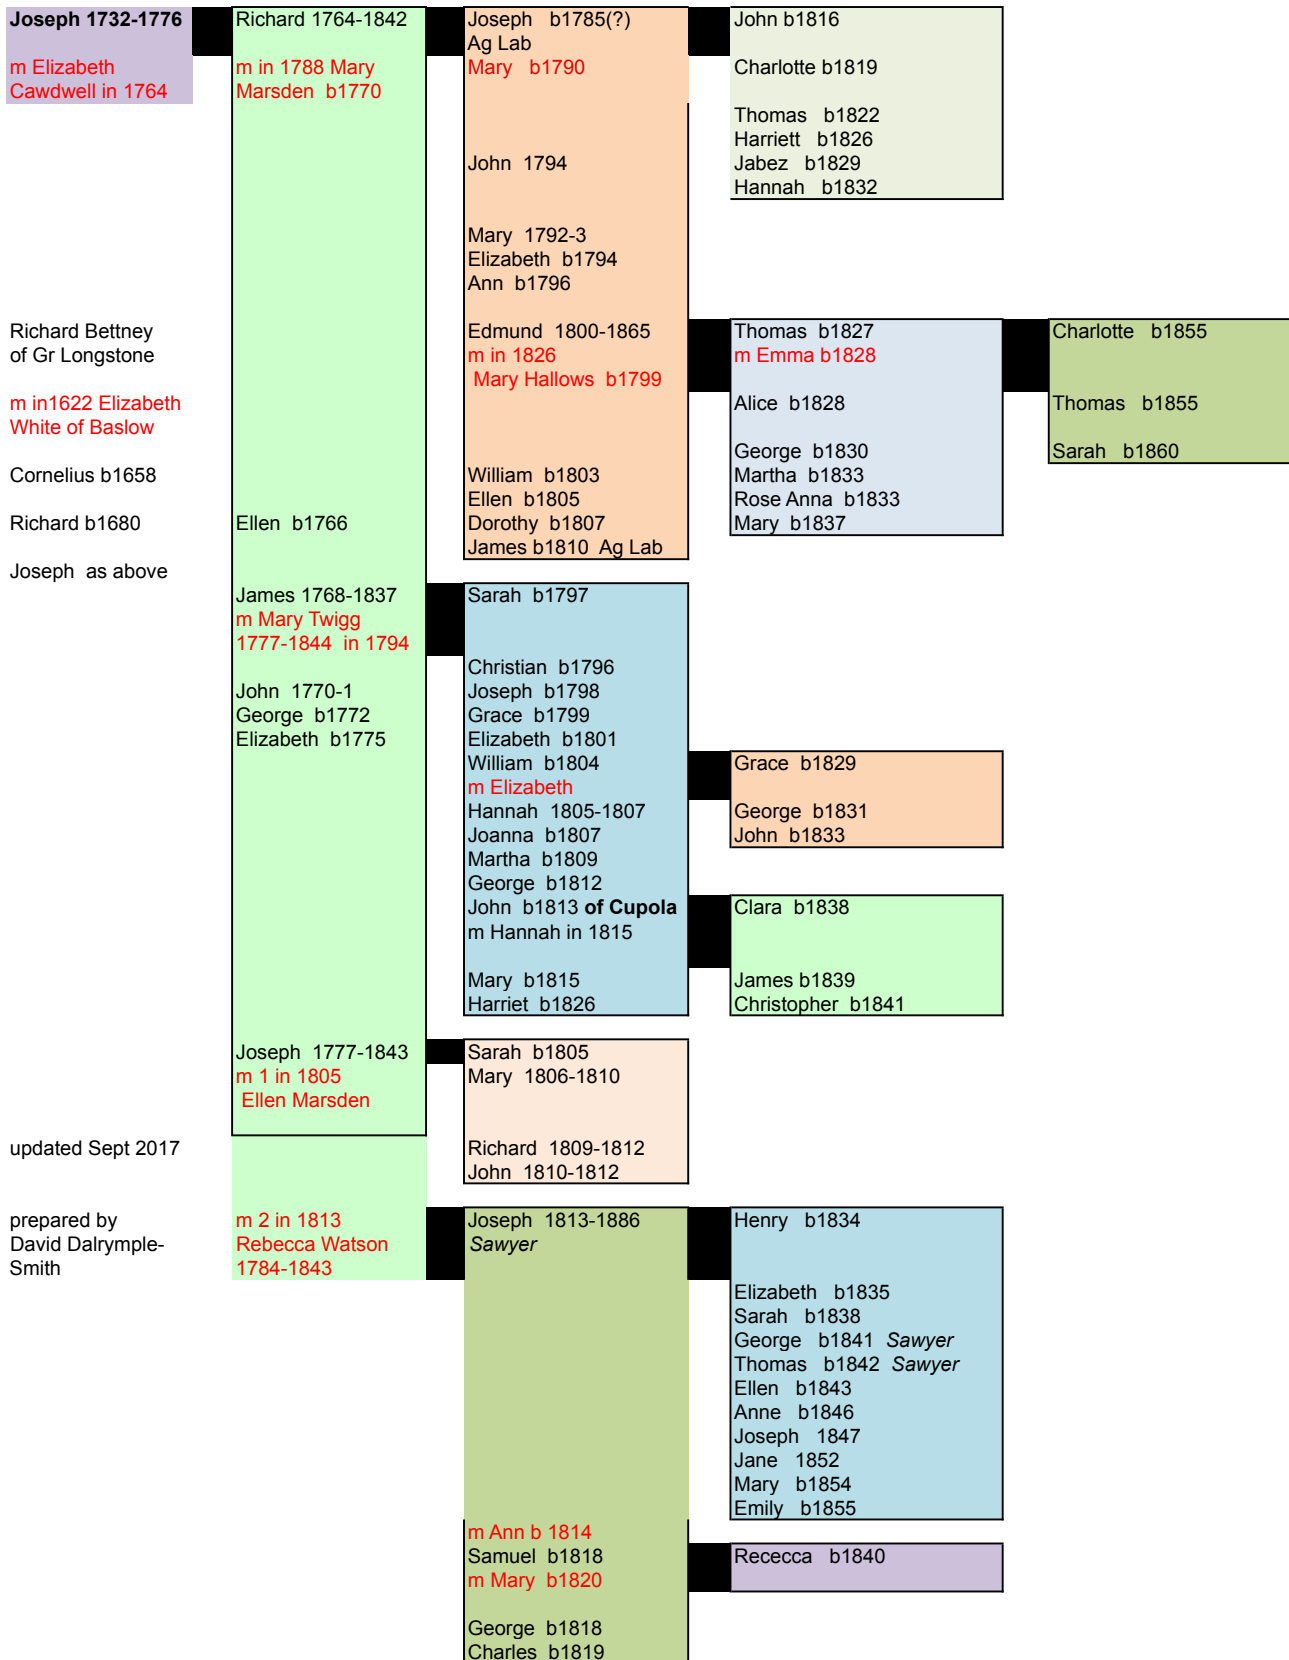 Joseph 1732-1776
m Elizabeth
Cawdwell in 1764
Richard Bettney
of Gr Longstone
m in1622 Elizabeth
White of Baslow
Cornelius b1658
Richard b1680
Joseph as above
updated Sept 2017
prepared by
David Dalrymple-
Smith
Richard 1764-1842
m in 1788 Mary
Marsden b1770
Ellen b1766
James 1768-1837
m Mary Twigg
1777-1844 in 1794
John 1770-1
George b1772
Elizabeth b1775
Joseph 1777-1843
m 1 in 1805
Ellen Marsden
m 2 in 1813
Rebecca Watson
1784-1843
Joseph b1785(?)
Ag Lab
Mary b1790
John 1794
Mary 1792-3
Elizabeth b1794
Ann b1796
Edmund 1800-1865
m in 1826
Mary Hallows b1799
William b1803
Ellen b1805
Dorothy b1807
James b1810 Ag Lab
Sarah b1797
Christian b1796
Joseph b1798
Grace b1799
Elizabeth b1801
William b1804
m Elizabeth
Hannah 1805-1807
Joanna b1807
Martha b1809
George b1812
John b1813 of Cupola
m Hannah in 1815
Mary b1815
Harriet b1826
Sarah b1805
Mary 1806-1810
Richard 1809-1812
John 1810-1812
Joseph 1813-1886
Sawyer
m Ann b 1814
Samuel b1818
m Mary b1820
George b1818
Charles b1819
John b1816
Charlotte b1819
Thomas b1822
Harriett b1826
Jabez b1829
Hannah b1832
Thomas b1827
m Emma b1828
Alice b1828
George b1830
Martha b1833
Rose Anna b1833
Mary b1837
Grace b1829
George b1831
John b1833
Clara b1838
James b1839
Christopher b1841
Henry b1834
Elizabeth b1835
Sarah b1838
George b1841 Sawyer
Thomas b1842 Sawyer
Ellen b1843
Anne b1846
Joseph 1847
Jane 1852
Mary b1854
Emily b1855
Rececca b1840
Charlotte b1855
Thomas b1855
Sarah b1860